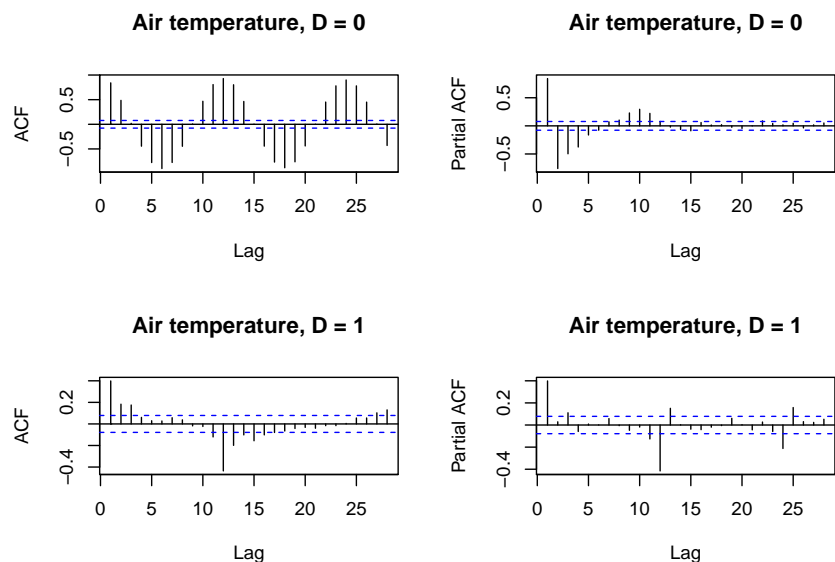 Air temperature, D = 0
ACF
0.5
−0.5
0 5 10 15 20 25
Lag
Air temperature, D = 0
Partial ACF
0.5
−0.5
0 5 10 15 20 25
Lag
Air temperature, D = 1
ACF
0.2
−0.4
0 5 10 15 20 25
Lag
Air temperature, D = 1
Partial ACF
0.2
−0.4
0 5 10 15 20 25
Lag